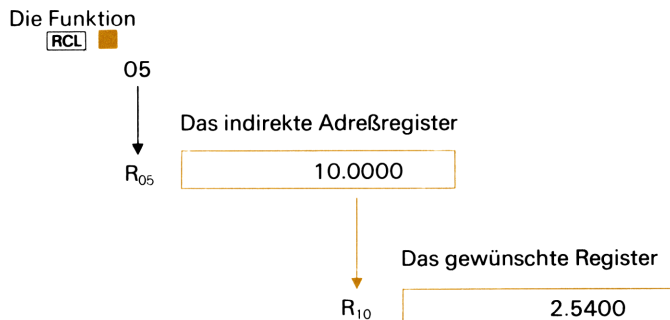 Die Funktion
RCL
05
Das indirekte Adreßregister
R₀₅ 10.0000
Das gewünschte Register
R₁₀ 2.5400